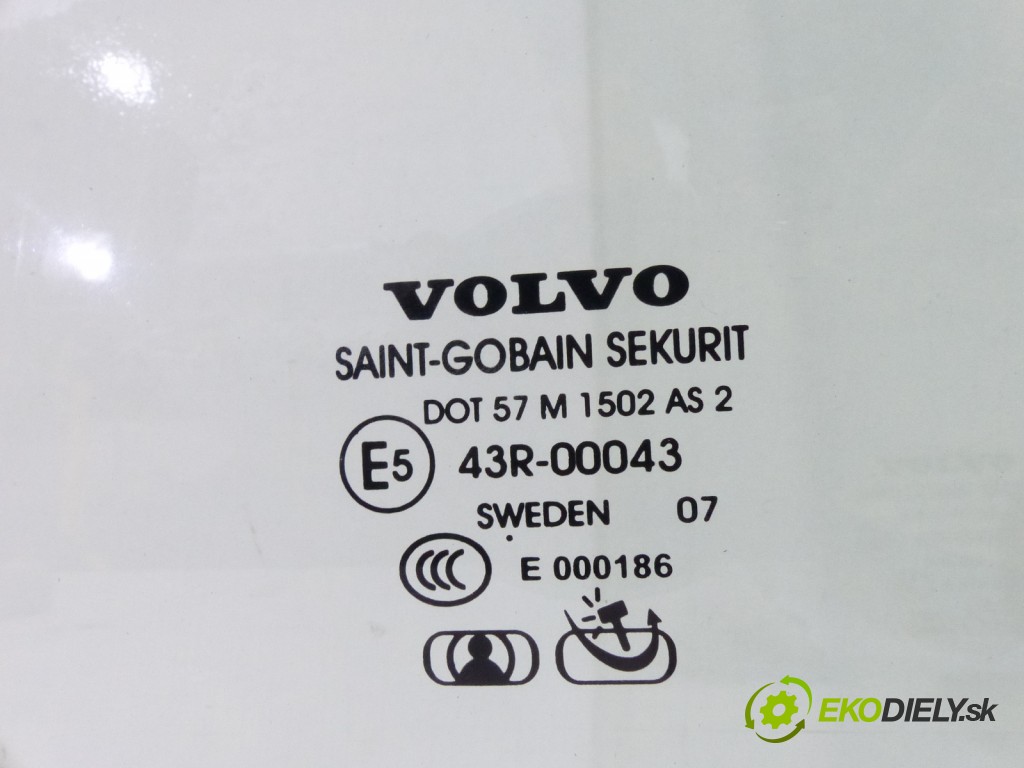 VOLVO
SAINT-GOBAIN SEKURIT
DOT 57 M 1502 AS 2
E5 43R-00043
SWEDEN 07
CCC E 000186
EKODIELY.sk